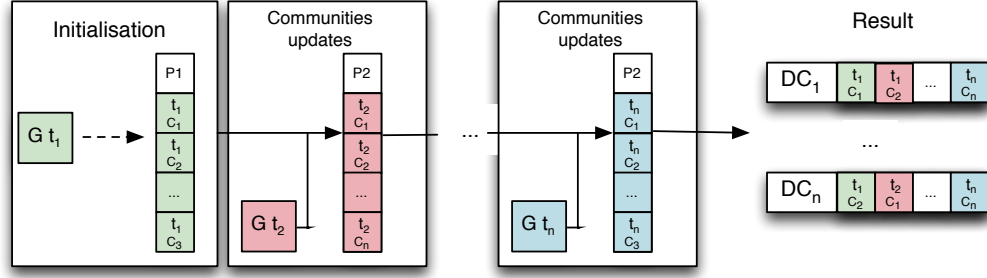 Initialisation
P1
G t1
t1
C1
t1
C2
...
t1
C3
Communities
updates
P2
t2
C1
t2
C2
...
t2
Cn
G t2
...
Communities
updates
P2
tn
C1
tn
C2
...
tn
C3
G tn
Result
DC1 t1 t1 ... tn
C1 C2 Cn
...
DCn t1 t2 ... tn
C2 C1 Cn